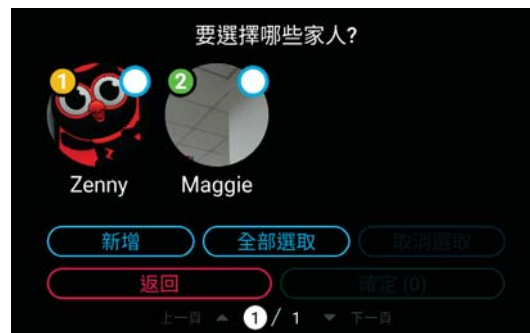 要選擇哪些家人?
1 2
Zenny Maggie
新增 全部選取 取消選取
返回 確定 (0)
上一頁 1 / 1 下一頁